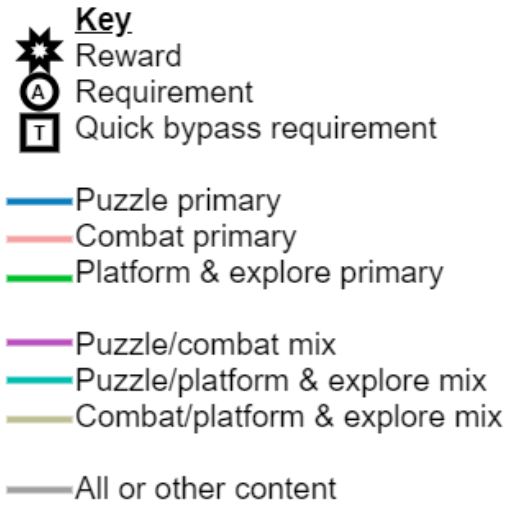 Key
Reward
A Requirement
T Quick bypass requirement
Puzzle primary
Combat primary
Platform & explore primary
Puzzle/combat mix
Puzzle/platform & explore mix
Combat/platform & explore mix
All or other content